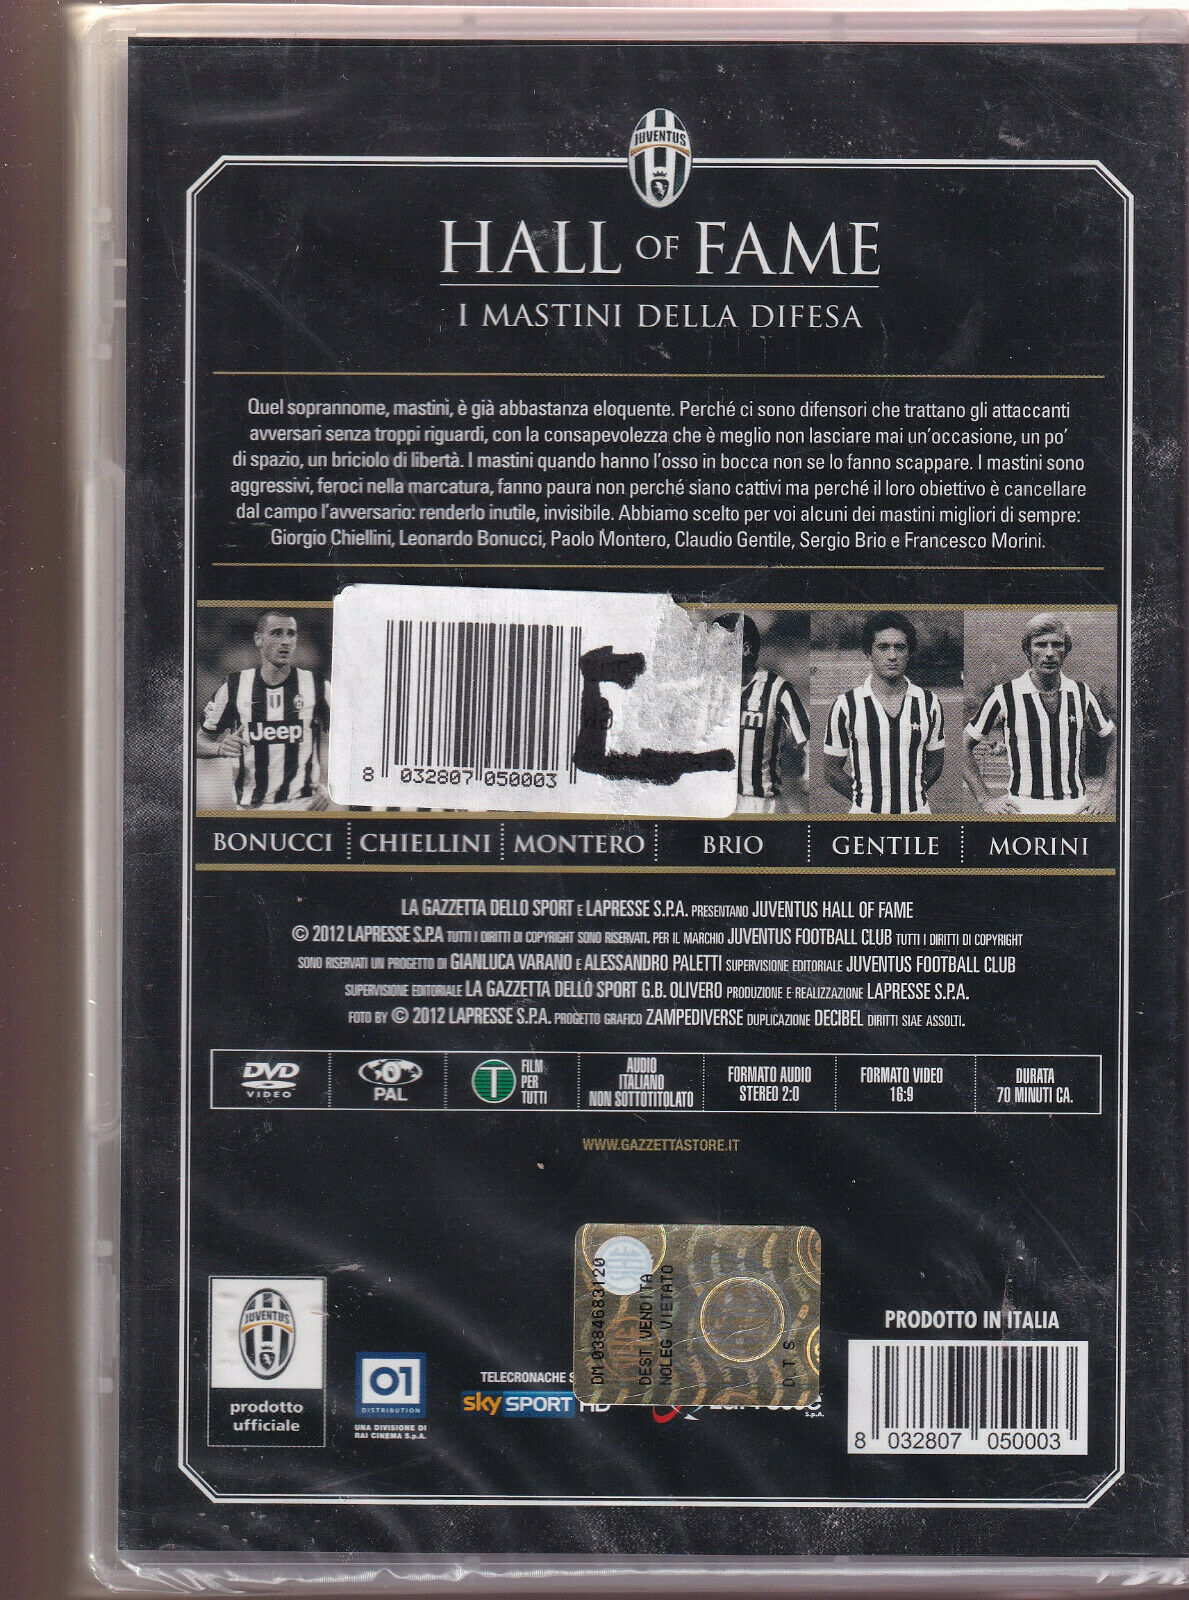 JUVENTUS
HALL OF FAME
I MASTINI DELLA DIFESA
Quel soprannome, mastini, è già abbastanza eloquente. Perché ci sono difensori che trattano gli attaccanti
avversari senza troppi riguardi, con la consapevolezza che è meglio non lasciare mai un'occasione, un po'
di spazio, un briciolo di libertà. I mastini quando hanno l'osso in bocca non se lo fanno scappare. I mastini sono
aggressivi, feroci nella marcatura, fanno paura non perché siano cattivi ma perché il loro obiettivo è cancellare
dal campo l'avversario: renderlo inutile, invisibile. Abbiamo scelto per voi alcuni dei mastini migliori di sempre:
Giorgio Chiellini, Leonardo Bonucci, Paolo Montero, Claudio Gentile, Sergio Brio e Francesco Morini.
Jeep
8 032807 050003
BONUCCI CHIELLINI MONTERO BRIO GENTILE MORINI
LA GAZZETTA DELLO SPORT E LAPRESSE S.P.A. PRESENTANO JUVENTUS HALL OF FAME
© 2012 LAPRESSE S.P.A TUTTI I DIRITTI DI COPYRIGHT SONO RISERVATI. PER IL MARCHIO JUVENTUS FOOTBALL CLUB TUTTI I DIRITTI DI COPYRIGHT
SONO RISERVATI UN PROGETTO DI GIANLUCA VARANO E ALESSANDRO PALETTI SUPERVISIONE EDITORIALE JUVENTUS FOOTBALL CLUB
SUPERVISIONE EDITORIALE LA GAZZETTA DELLO SPORT G.B. OLIVERO PRODUZIONE E REALIZZAZIONE LAPRESSE S.P.A.
FOTO BY © 2012 LAPRESSE S.P.A. PROGETTO GRAFICO ZAMPEDIVERSE DUPLICAZIONE DECIBEL DIRITTI SIAE ASSOLTI.
DVD
VIDEO
0
PAL
T
FILM
PER
TUTTI
AUDIO
ITALIANO
NON SOTTOTITOLATO
FORMATO AUDIO
STEREO 2:0
FORMATO VIDEO
16:9
DURATA
70 MINUTI CA.
WWW.GAZZETTASTORE.IT
JUVENTUS
prodotto
ufficiale
01
DISTRIBUTION
UNA DIVISIONE DI
RAI CINEMA S.p.A.
TELECRONACHE
sky SPORT HD
S.p.A.
DM 0384683120
DEST VENDITA
NOLEG VIETATO
D T S
PRODOTTO IN ITALIA
8 032807 050003